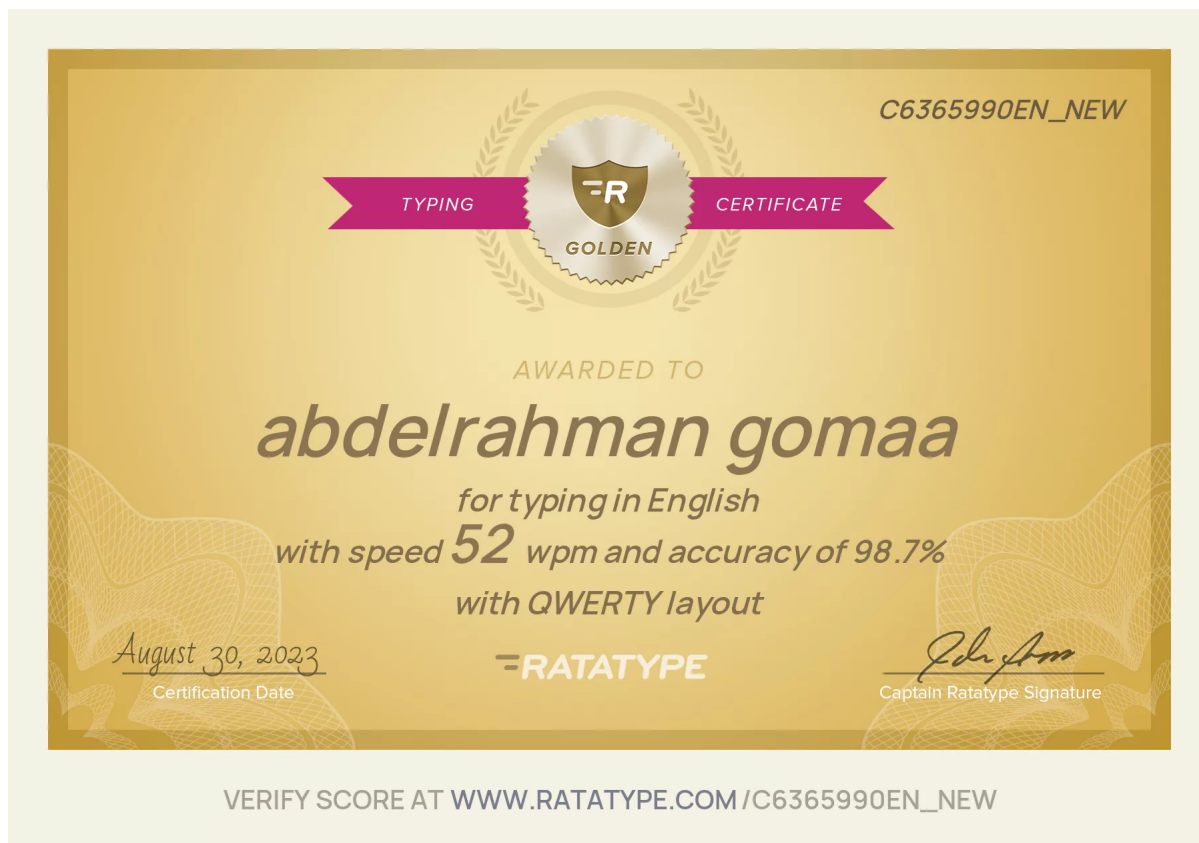 C6365990EN_NEW
TYPING CERTIFICATE
R
GOLDEN
AWARDED TO
abdelrahman gomaa
for typing in English
with speed 52 wpm and accuracy of 98.7%
with QWERTY layout
August 30, 2023
Certification Date
RATATYPE
Captain Ratatype Signature
VERIFY SCORE AT WWW.RATATYPE.COM/C6365990EN_NEW